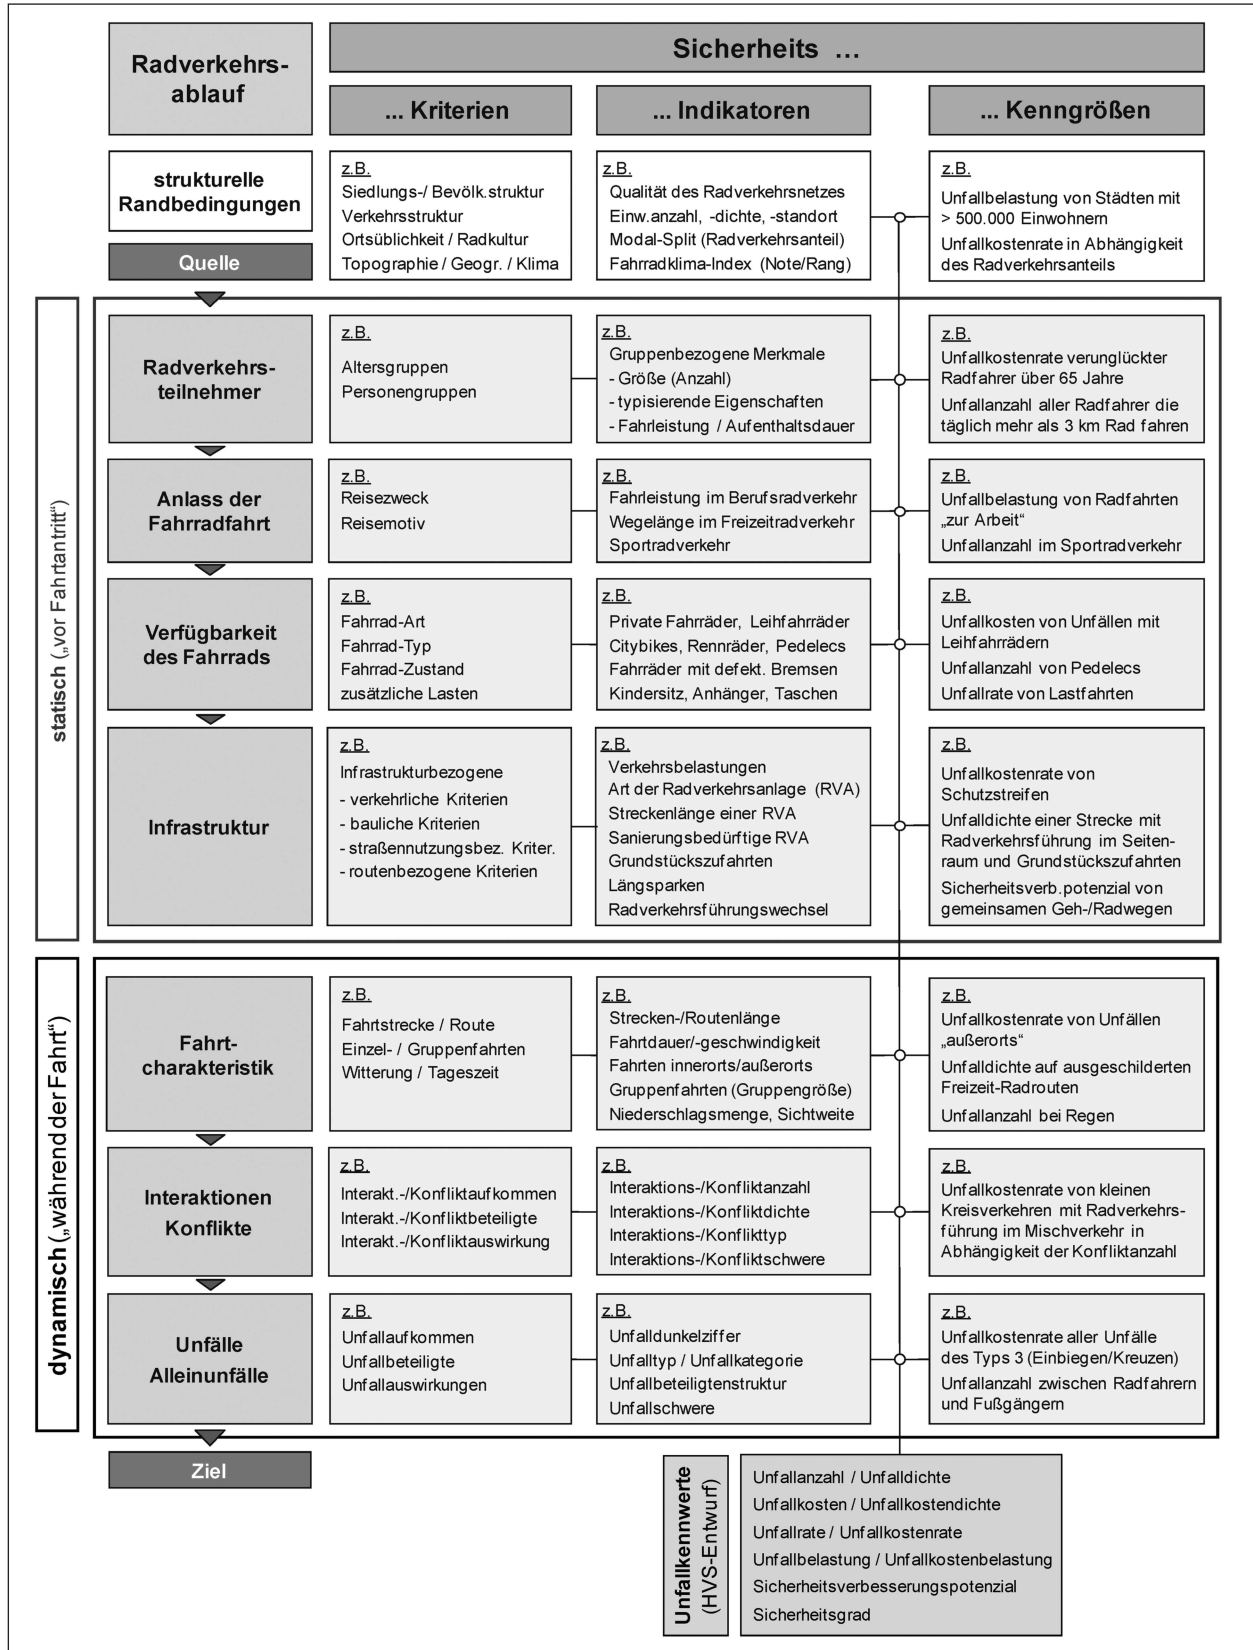 Radverkehrs-
ablauf
Sicherheits ...
... Kriterien
... Indikatoren
... Kenngrößen
strukturelle
Randbedingungen
Quelle
z.B.
Siedlungs-/ Bevölk.struktur
Verkehrsstruktur
Ortsüblichkeit / Radkultur
Topographie / Geogr. / Klima
z.B.
Qualität des Radverkehrsnetzes
Einw.anzahl, -dichte, -standort
Modal-Split (Radverkehrsanteil)
Fahrradklima-Index (Note/Rang)
z.B.
Unfallbelastung von Städten mit
> 500.000 Einwohnern
Unfallkostenrate in Abhängigkeit
des Radverkehrsanteils
statisch („vor Fahrtantritt“)
Radverkehrs-
teilnehmer
z.B.
Altersgruppen
Personengruppen
z.B.
Gruppenbezogene Merkmale
- Größe (Anzahl)
- typisierende Eigenschaften
- Fahrleistung / Aufenthaltsdauer
z.B.
Unfallkostenrate verunglückter
Radfahrer über 65 Jahre
Unfallanzahl aller Radfahrer die
täglich mehr als 3 km Rad fahren
Anlass der
Fahrradfahrt
z.B.
Reisezweck
Reisemotiv
z.B.
Fahrleistung im Berufsradverkehr
Wegelänge im Freizeitradverkehr
Sportradverkehr
z.B.
Unfallbelastung von Radfahrten
„zur Arbeit“
Unfallanzahl im Sportradverkehr
Verfügbarkeit
des Fahrrads
z.B.
Fahrrad-Art
Fahrrad-Typ
Fahrrad-Zustand
zusätzliche Lasten
z.B.
Private Fahrräder, Leihfahrräder
Citybikes, Rennräder, Pedelecs
Fahrräder mit defekt. Bremsen
Kindersitz, Anhänger, Taschen
z.B.
Unfallkosten von Unfällen mit
Leihfahrrädern
Unfallanzahl von Pedelecs
Unfallrate von Lastfahrten
Infrastruktur
z.B.
Infrastrukturbezogene
- verkehrliche Kriterien
- bauliche Kriterien
- straßennutzungsbez. Kriter.
- routenbezogene Kriterien
z.B.
Verkehrsbelastungen
Art der Radverkehrsanlage (RVA)
Streckenlänge einer RVA
Sanierungsbedürftige RVA
Grundstückszufahrten
Längsparken
Radverkehrsführungswechsel
z.B.
Unfallkostenrate von
Schutzstreifen
Unfalldichte einer Strecke mit
Radverkehrsführung im Seiten-
raum und Grundstückszufahrten
Sicherheitsverb.potenzial von
gemeinsamen Geh-/Radwegen
dynamisch („während der Fahrt“)
Fahrt-
charakteristik
z.B.
Fahrtstrecke / Route
Einzel- / Gruppenfahrten
Witterung / Tageszeit
z.B.
Strecken-/Routenlänge
Fahrtdauer/-geschwindigkeit
Fahrten innerorts/außerorts
Gruppenfahrten (Gruppengröße)
Niederschlagsmenge, Sichtweite
z.B.
Unfallkostenrate von Unfällen
„außerorts“
Unfalldichte auf ausgeschilderten
Freizeit-Radrouten
Unfallanzahl bei Regen
Interaktionen
Konflikte
z.B.
Interakt.-/Konfliktaufkommen
Interakt.-/Konfliktbeteiligte
Interakt.-/Konfliktauswirkung
z.B.
Interaktions-/Konfliktanzahl
Interaktions-/Konfliktdichte
Interaktions-/Konflikttyp
Interaktions-/Konfliktschwere
z.B.
Unfallkostenrate von kleinen
Kreisverkehren mit Radverkehrs-
führung im Mischverkehr in
Abhängigkeit der Konfliktanzahl
Unfälle
Alleinunfälle
z.B.
Unfallaufkommen
Unfallbeteiligte
Unfallauswirkungen
z.B.
Unfalldunkelziffer
Unfalltyp / Unfallkategorie
Unfallbeteiligtenstruktur
Unfallschwere
z.B.
Unfallkostenrate aller Unfälle
des Typs 3 (Einbiegen/Kreuzen)
Unfallanzahl zwischen Radfahrern
und Fußgängern
Ziel
Unfallkennwerte
(HVS-Entwurf)
Unfallanzahl / Unfalldichte
Unfallkosten / Unfallkostendichte
Unfallrate / Unfallkostenrate
Unfallbelastung / Unfallkostenbelastung
Sicherheitsverbesserungspotenzial
Sicherheitsgrad